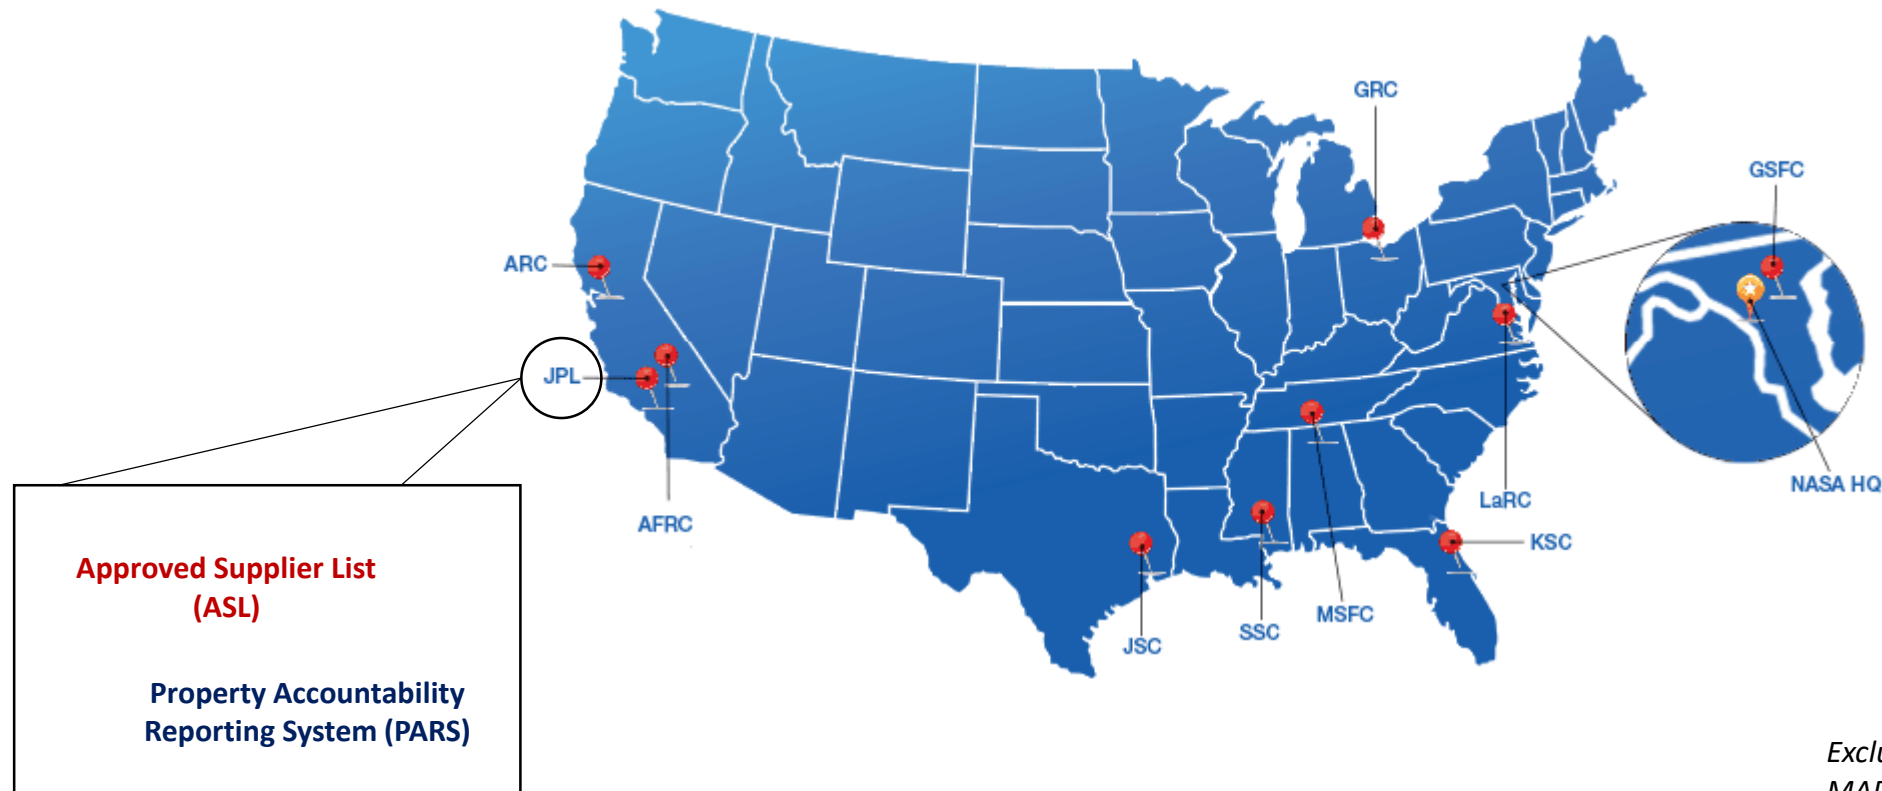 GRC
GSFC
ARC
JPL
NASA HQ
LaRC
AFRC
KSC
MSFC
SSC
JSC
Approved Supplier List
(ASL)
Property Accountability
Reporting System (PARS)